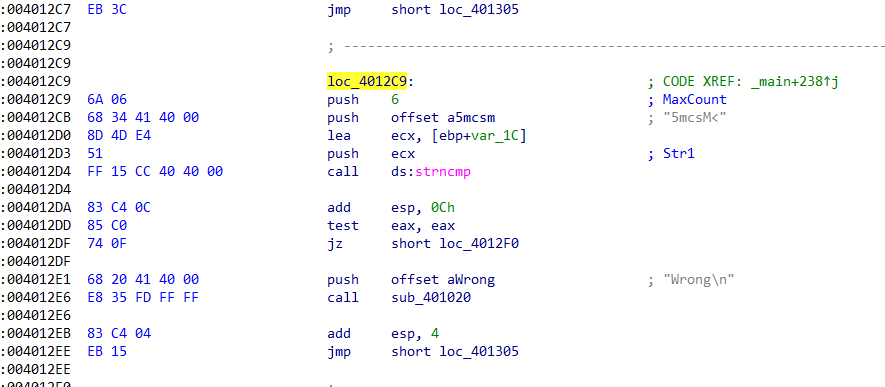 :004012C7 EB 3C jmp short loc_401305
:004012C7
:004012C9 ; ---------------------------------------------------------------------
:004012C9
:004012C9 loc_4012C9: ; CODE XREF: _main+238↑j
:004012C9 6A 06 push 6 ; MaxCount
:004012CB 68 34 41 40 00 push offset a5mcsm ; "5mcsM<"
:004012D0 8D 4D E4 lea ecx, [ebp+var_1C]
:004012D3 51 push ecx ; Str1
:004012D4 FF 15 CC 40 40 00 call ds:strncmp
:004012D4
:004012DA 83 C4 0C add esp, 0Ch
:004012DD 85 C0 test eax, eax
:004012DF 74 0F jz short loc_4012F0
:004012DF
:004012E1 68 20 41 40 00 push offset aWrong ; "Wrong\n"
:004012E6 E8 35 FD FF FF call sub_401020
:004012E6
:004012EB 83 C4 04 add esp, 4
:004012EE EB 15 jmp short loc_401305
:004012EE
:004012F0 ;